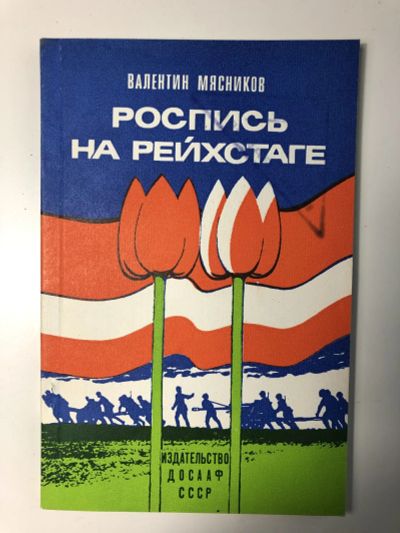 ВАЛЕНТИН МЯСНИКОВ
РОСПИСЬ
НА РЕЙХСТАГЕ
ИЗДАТЕЛЬСТВО
ДОСААФ
СССР